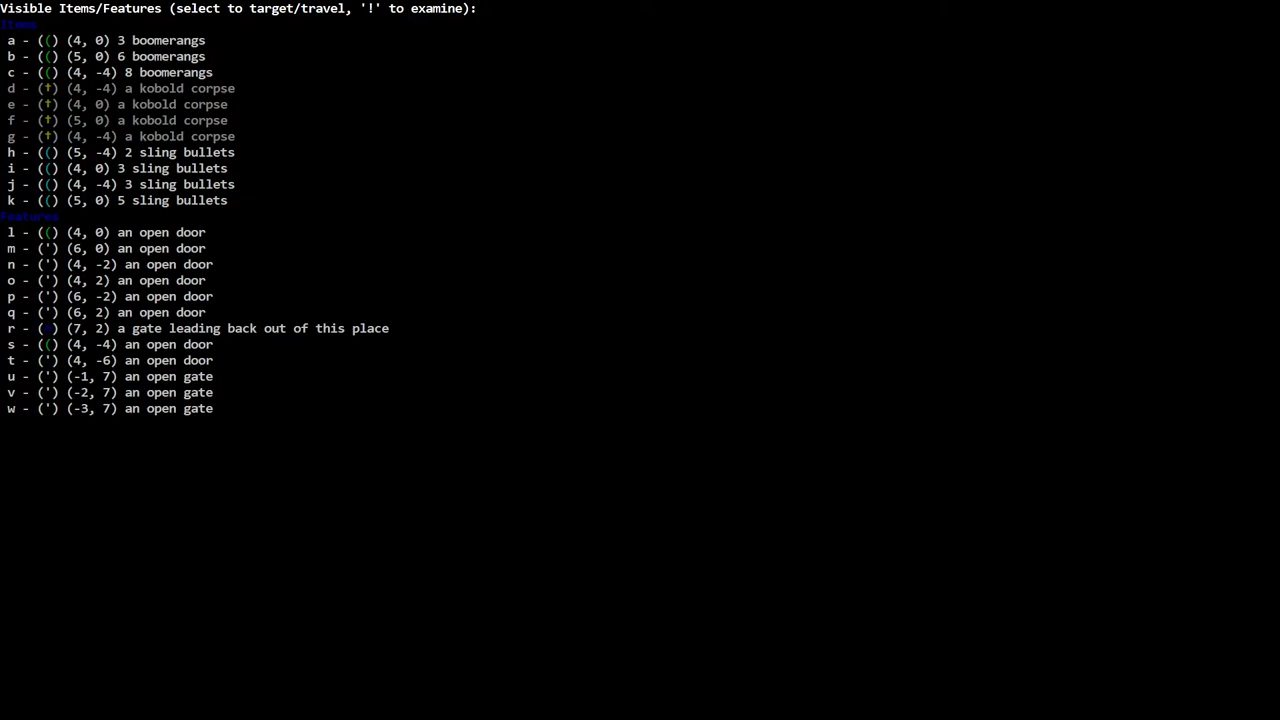 Visible Items/Features (select to target/travel, '!' to examine):
Items
a - (() (4, 0) 3 boomerangs
b - (() (5, 0) 6 boomerangs
c - (() (4, -4) 8 boomerangs
d - (†) (4, -4) a kobold corpse
e - (†) (4, 0) a kobold corpse
f - (†) (5, 0) a kobold corpse
g - (†) (4, -4) a kobold corpse
h - (() (5, -4) 2 sling bullets
i - (() (4, 0) 3 sling bullets
j - (() (4, -4) 3 sling bullets
k - (() (5, 0) 5 sling bullets
Features
l - (() (4, 0) an open door
m - (') (6, 0) an open door
n - (') (4, -2) an open door
o - (') (4, 2) an open door
p - (') (6, -2) an open door
q - (') (6, 2) an open door
r - (∩) (7, 2) a gate leading back out of this place
s - (() (4, -4) an open door
t - (') (4, -6) an open door
u - (') (-1, 7) an open gate
v - (') (-2, 7) an open gate
w - (') (-3, 7) an open gate